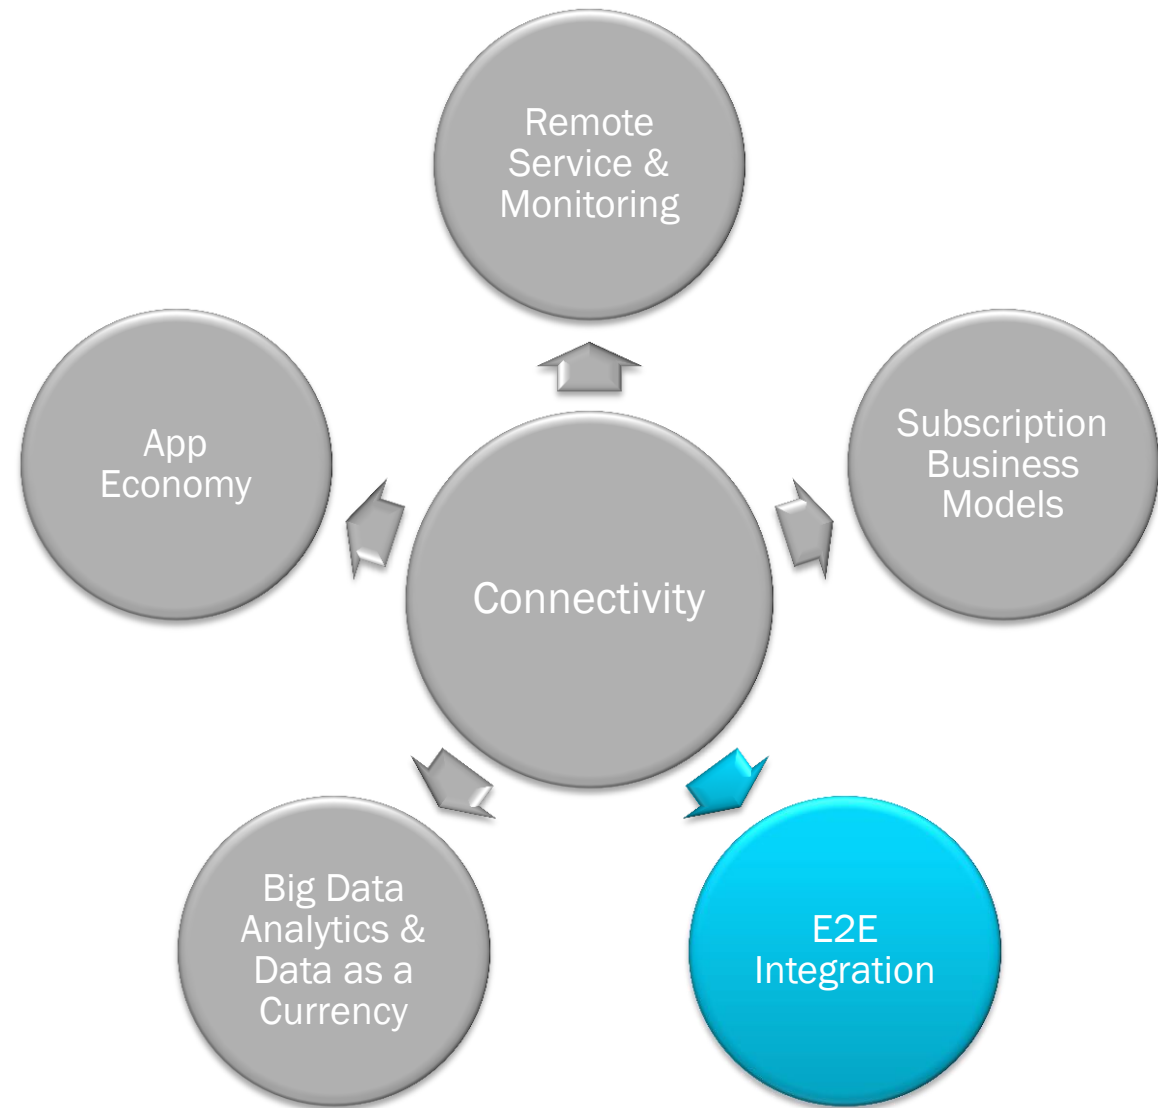 Remote
Service &
Monitoring
App
Economy
Subscription
Business
Models
Connectivity
Big Data
Analytics &
Data as a
Currency
E2E
Integration